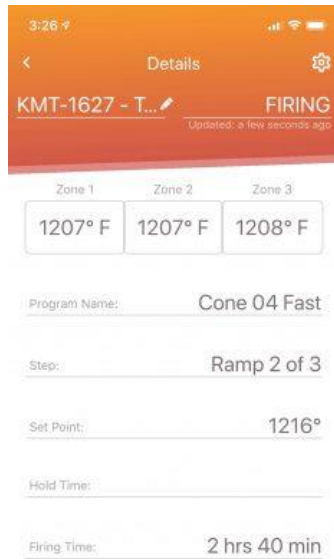 3:26
Details
KMT-1627 - T... FIRING
Updated: a few seconds ago
Zone 1 Zone 2 Zone 3
1207° F 1207° F 1208° F
Program Name: Cone 04 Fast
Step: Ramp 2 of 3
Set Point: 1216°
Hold Time:
Firing Time: 2 hrs 40 min